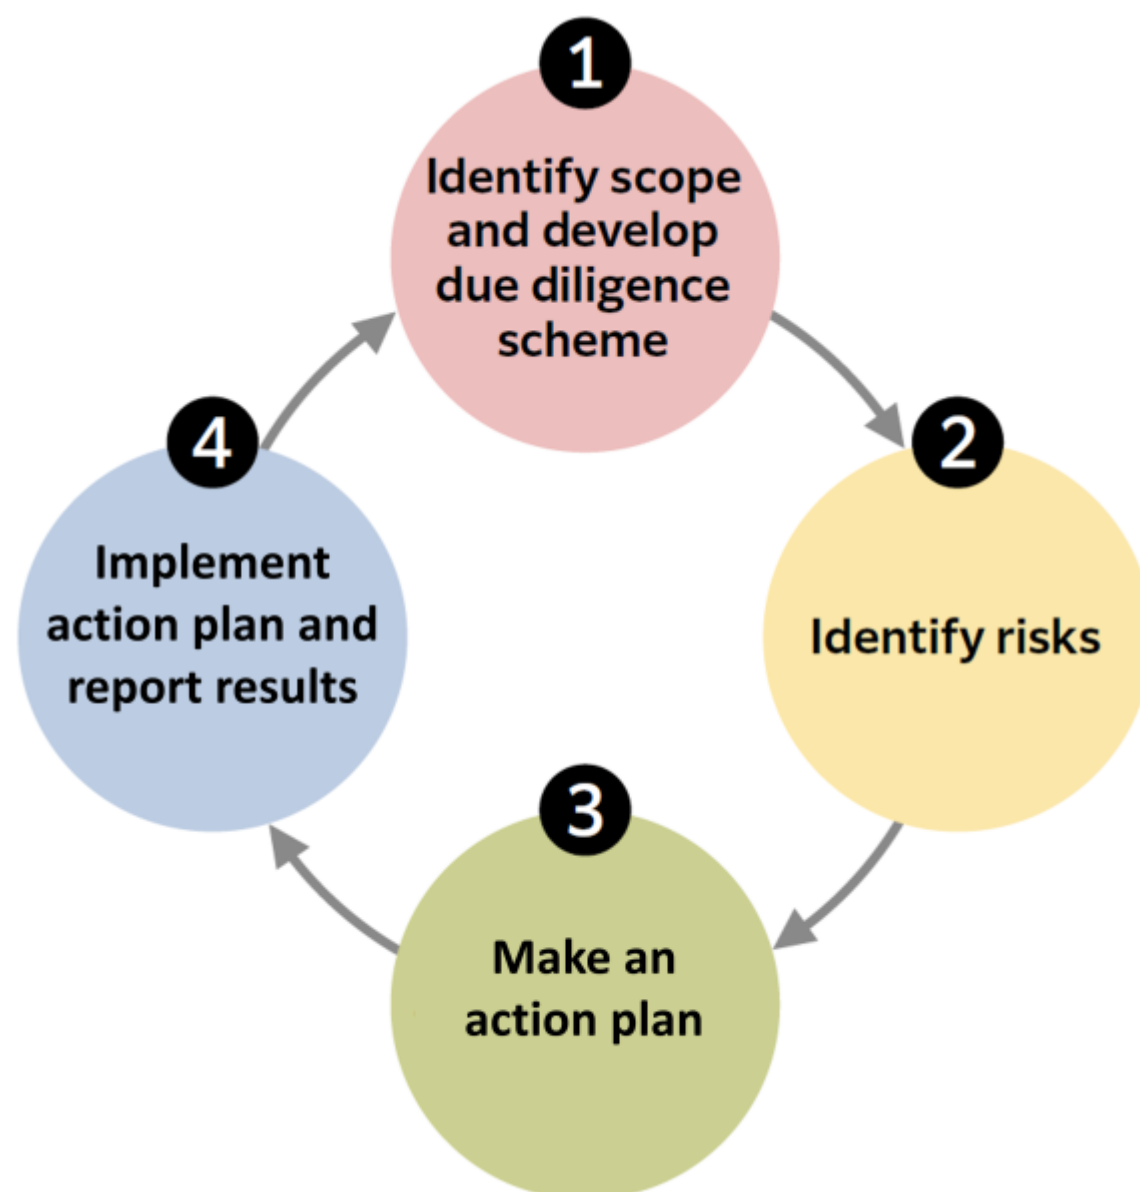 1
Identify scope
and develop
due diligence
scheme
2
Identify risks
3
Make an
action plan
4
Implement
action plan and
report results